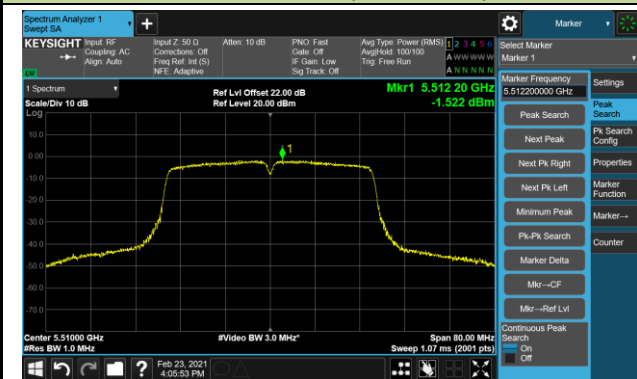 Spectrum Analyzer 1
Swept SA
Marker
KEYSIGHT
Input: RF
Coupling: AC
Align: Auto
Input Z: 50 Ω
Corrections: Off
Freq Ref: Int (S)
NFE: Adaptive
Atten: 10 dB
PNO: Fast
Gate: Off
IF Gain: Low
Sig Track: Off
Avg Type: Power (RMS)
Avg|Hold: 100/100
Trig: Free Run
1 2 3 4 5 6
A W W W W W
A N N N N N
Select Marker
Marker 1
1 Spectrum
Scale/Div 10 dB
Log
Ref Lvl Offset 22.00 dB
Ref Level 20.00 dBm
Mkr1 5.512 20 GHz
-1.522 dBm
10.0
0.00
-10.0
-20.0
-30.0
-40.0
-50.0
-60.0
-70.0
1
Center 5.51000 GHz
#Res BW 1.0 MHz
#Video BW 3.0 MHz*
Span 80.00 MHz
Sweep 1.07 ms (2001 pts)
Marker Frequency
5.512200000 GHz
Peak Search
Next Peak
Next Pk Right
Next Pk Left
Minimum Peak
Pk-Pk Search
Marker Delta
Mkr→CF
Mkr→Ref Lvl
Continuous Peak
Search
On
Off
Settings
Peak
Search
Pk Search
Config
Properties
Marker
Function
Marker→
Counter
Feb 23, 2021
4:05:53 PM